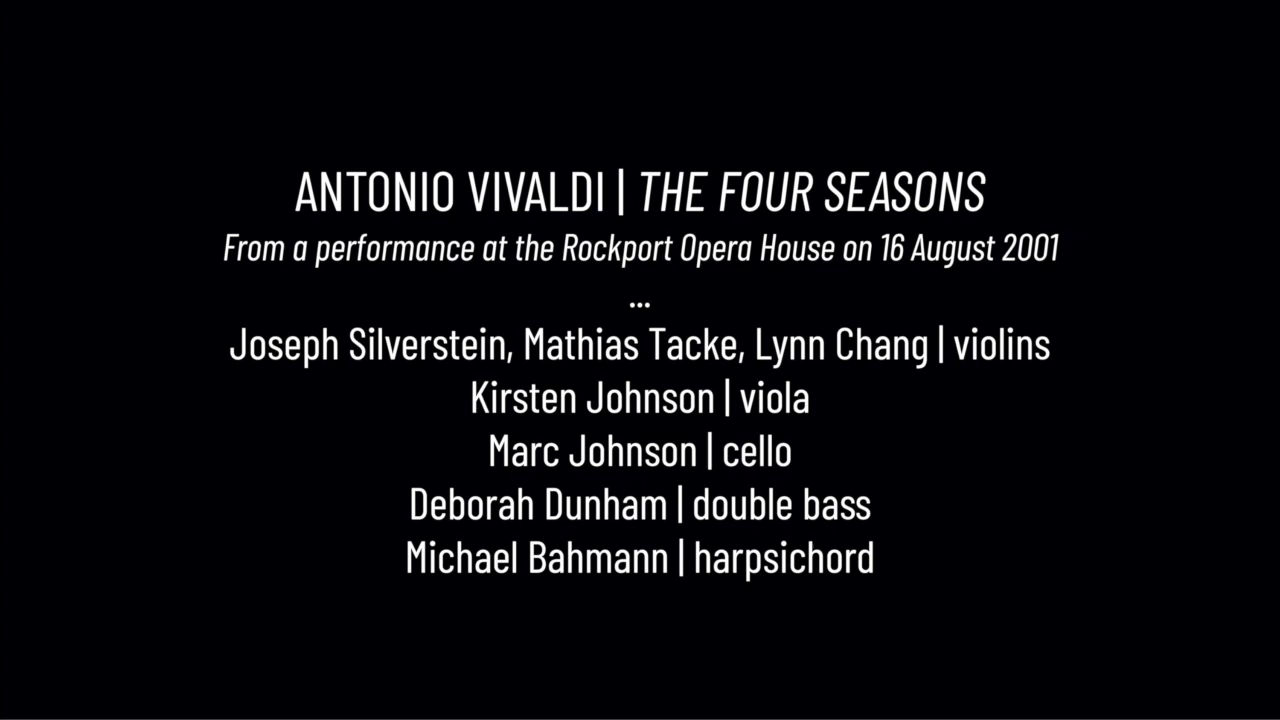 ANTONIO VIVALDI | THE FOUR SEASONS
From a performance at the Rockport Opera House on 16 August 2001
...
Joseph Silverstein, Mathias Tacke, Lynn Chang | violins
Kirsten Johnson | viola
Marc Johnson | cello
Deborah Dunham | double bass
Michael Bahmann | harpsichord